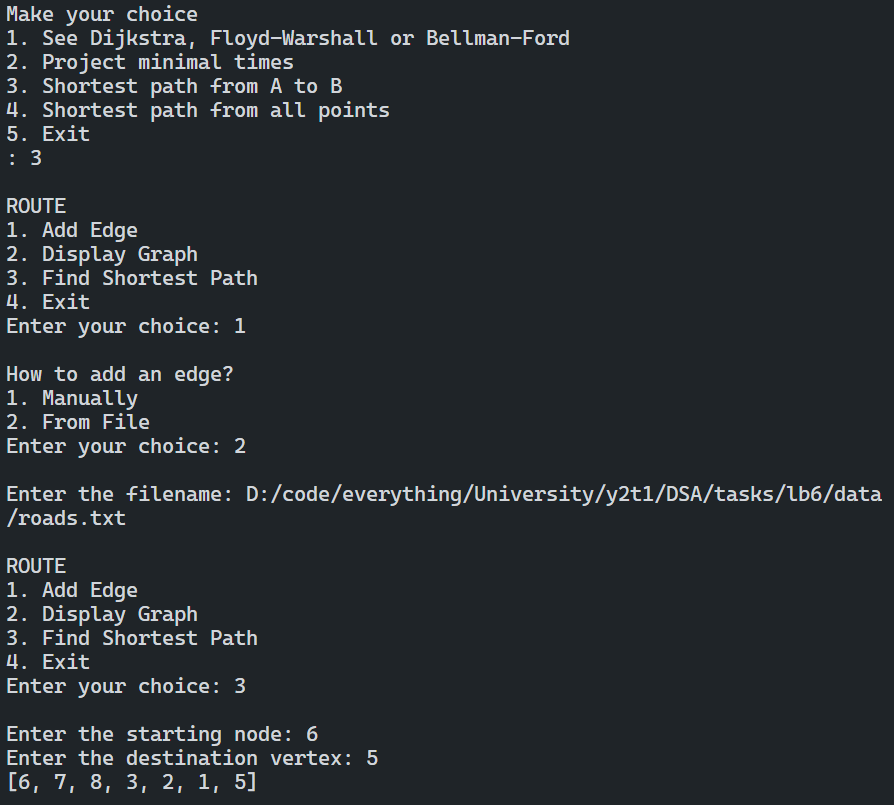 Make your choice
1. See Dijkstra, Floyd-Warshall or Bellman-Ford
2. Project minimal times
3. Shortest path from A to B
4. Shortest path from all points
5. Exit
: 3
ROUTE
1. Add Edge
2. Display Graph
3. Find Shortest Path
4. Exit
Enter your choice: 1
How to add an edge?
1. Manually
2. From File
Enter your choice: 2
Enter the filename: D:/code/everything/University/y2t1/DSA/tasks/lb6/data
/roads.txt
ROUTE
1. Add Edge
2. Display Graph
3. Find Shortest Path
4. Exit
Enter your choice: 3
Enter the starting node: 6
Enter the destination vertex: 5
[6, 7, 8, 3, 2, 1, 5]